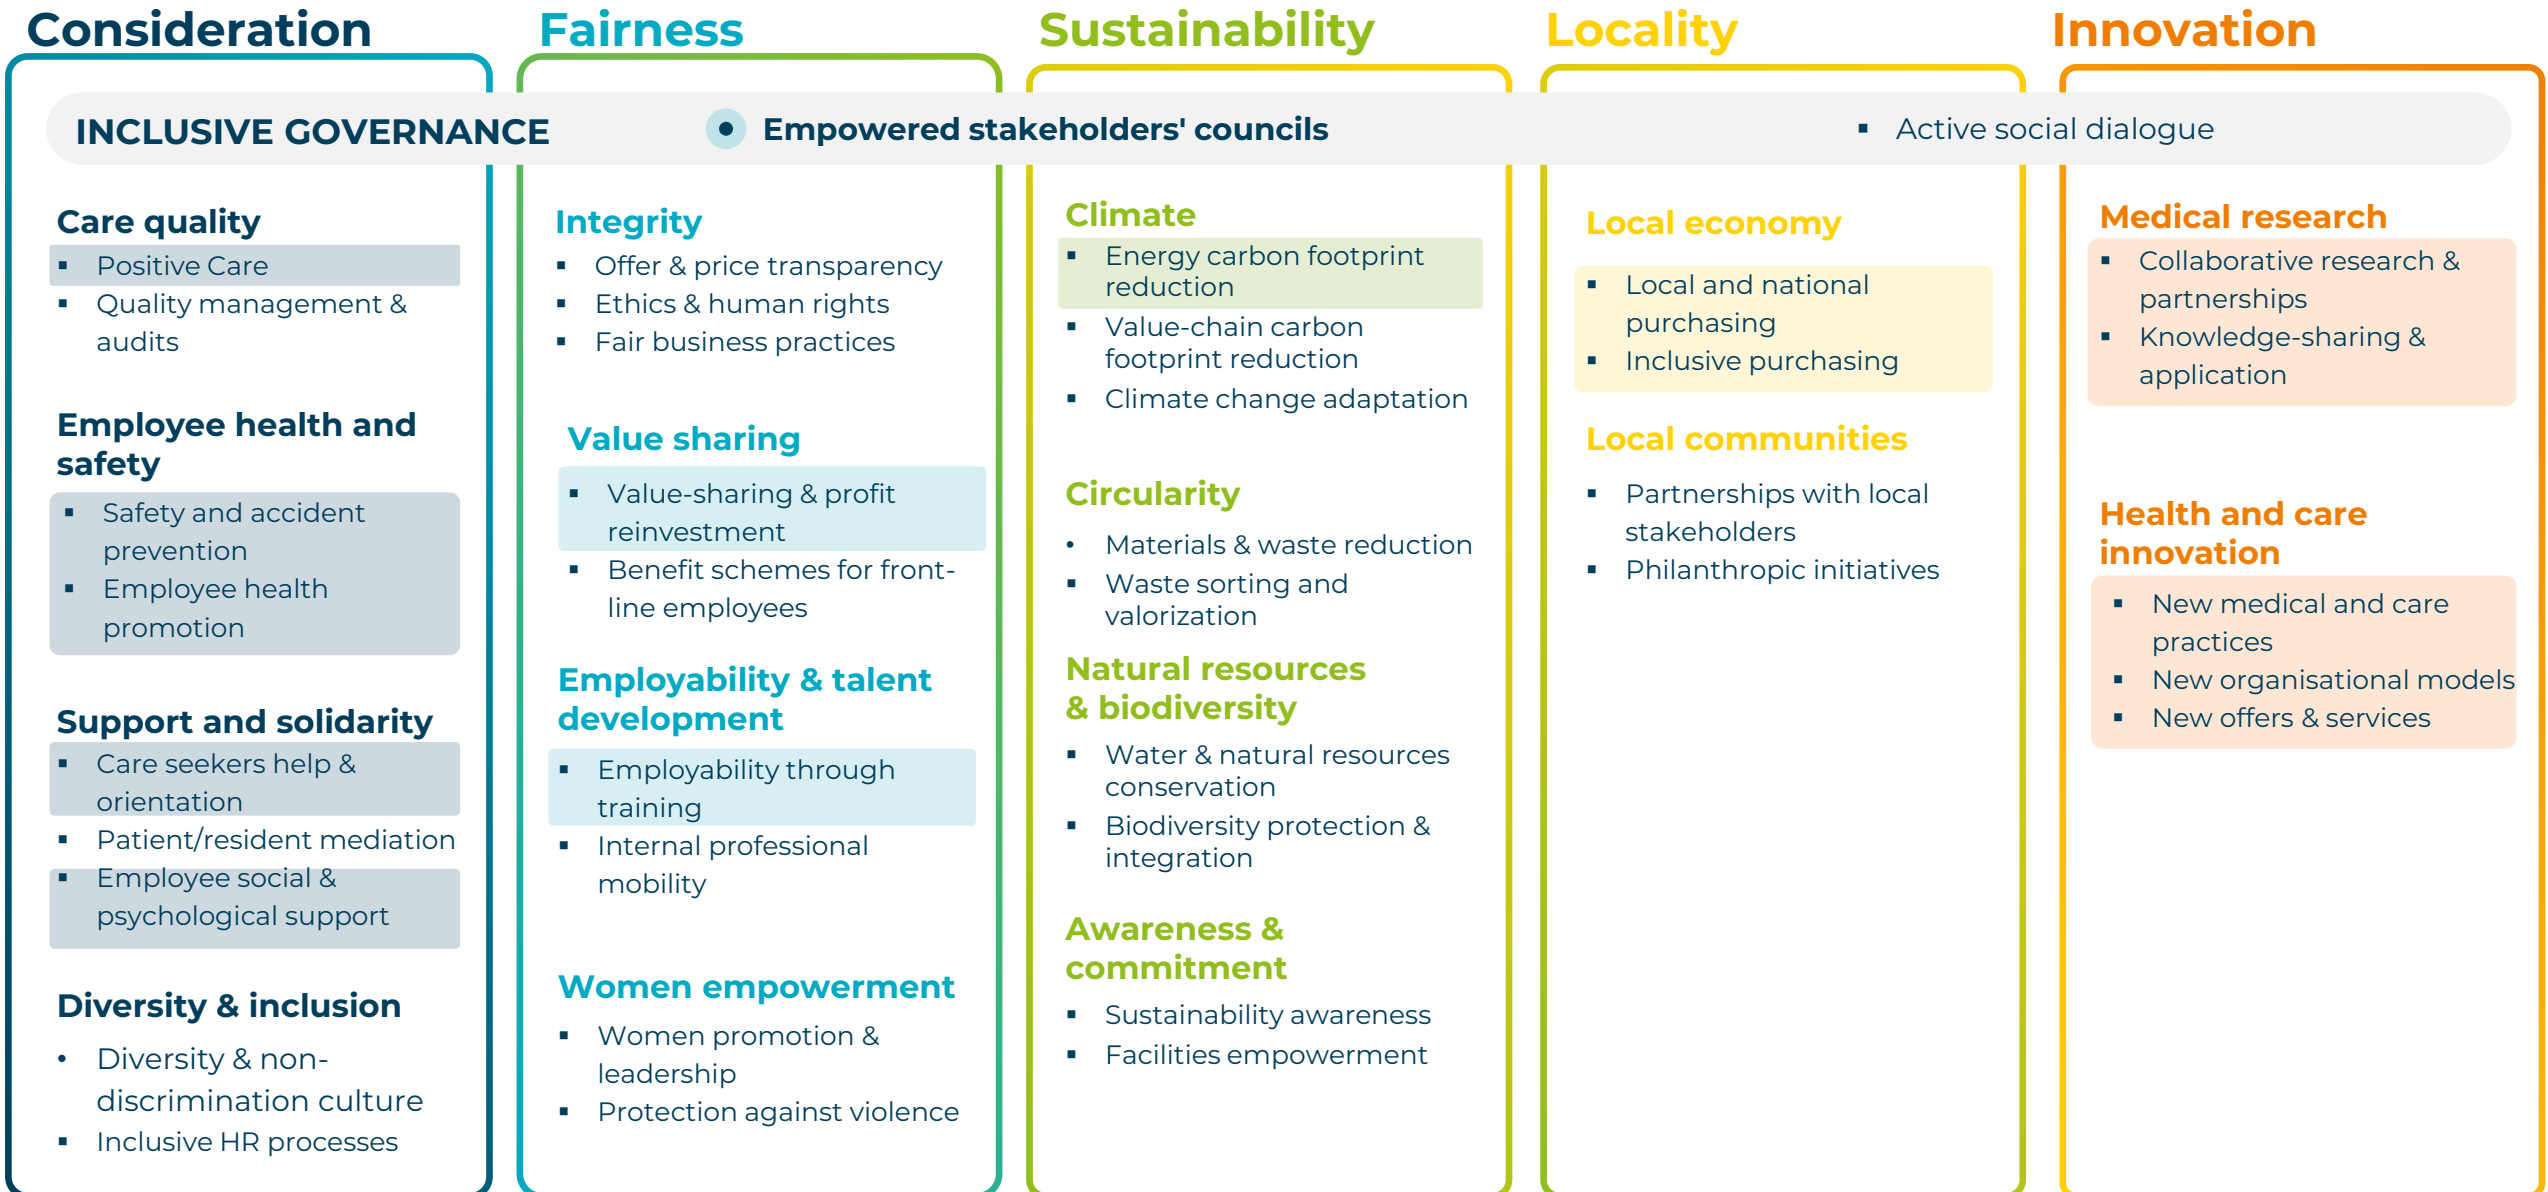 Consideration
Fairness
Sustainability
Locality
Innovation
INCLUSIVE GOVERNANCE
• Empowered stakeholders' councils
▪ Active social dialogue
Care quality
▪ Positive Care
▪ Quality management &
audits
Employee health and
safety
▪ Safety and accident
prevention
▪ Employee health
promotion
Support and solidarity
▪ Care seekers help &
orientation
▪ Patient/resident mediation
▪ Employee social &
psychological support
Diversity & inclusion
• Diversity & non-
discrimination culture
▪ Inclusive HR processes
Integrity
▪ Offer & price transparency
▪ Ethics & human rights
▪ Fair business practices
Value sharing
▪ Value-sharing & profit
reinvestment
▪ Benefit schemes for front-
line employees
Employability & talent
development
▪ Employability through
training
▪ Internal professional
mobility
Women empowerment
▪ Women promotion &
leadership
▪ Protection against violence
Climate
▪ Energy carbon footprint
reduction
▪ Value-chain carbon
footprint reduction
▪ Climate change adaptation
Circularity
• Materials & waste reduction
▪ Waste sorting and
valorization
Natural resources
& biodiversity
▪ Water & natural resources
conservation
▪ Biodiversity protection &
integration
Awareness &
commitment
▪ Sustainability awareness
▪ Facilities empowerment
Local economy
▪ Local and national
purchasing
▪ Inclusive purchasing
Local communities
▪ Partnerships with local
stakeholders
▪ Philanthropic initiatives
Medical research
▪ Collaborative research &
partnerships
▪ Knowledge-sharing &
application
Health and care
innovation
▪ New medical and care
practices
▪ New organisational models
▪ New offers & services